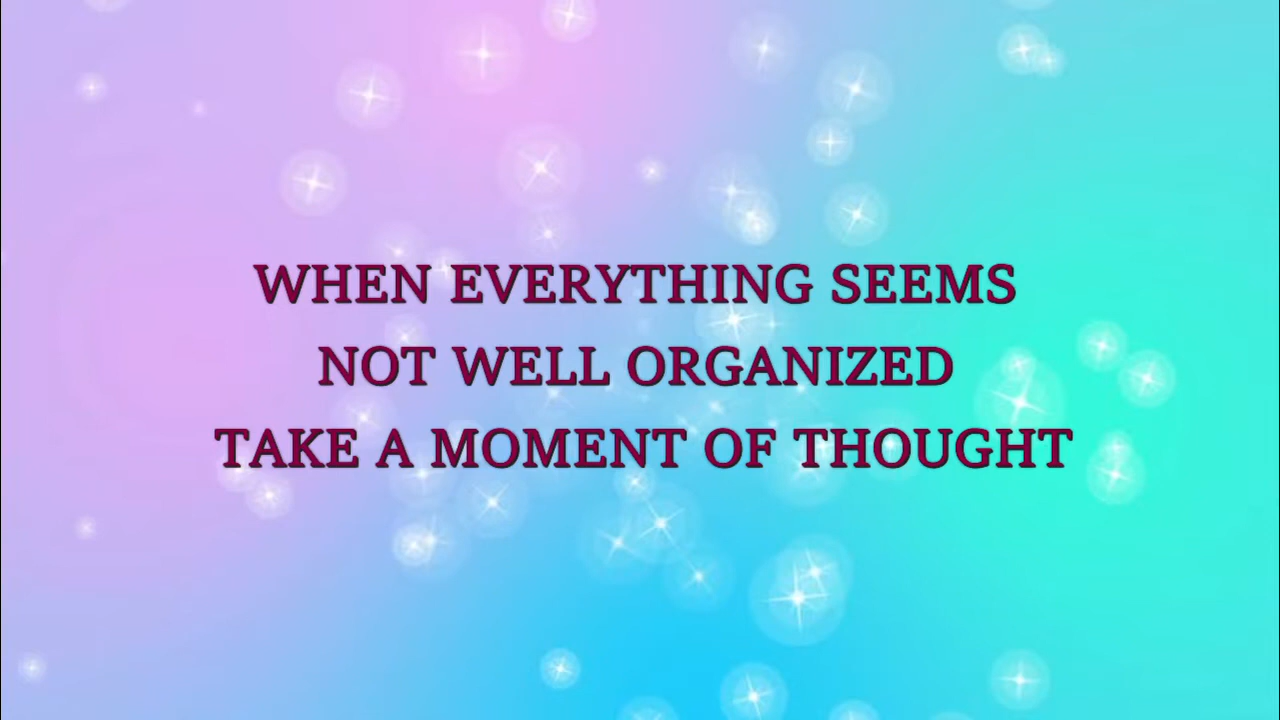 WHEN EVERYTHING SEEMS
NOT WELL ORGANIZED
TAKE A MOMENT OF THOUGHT